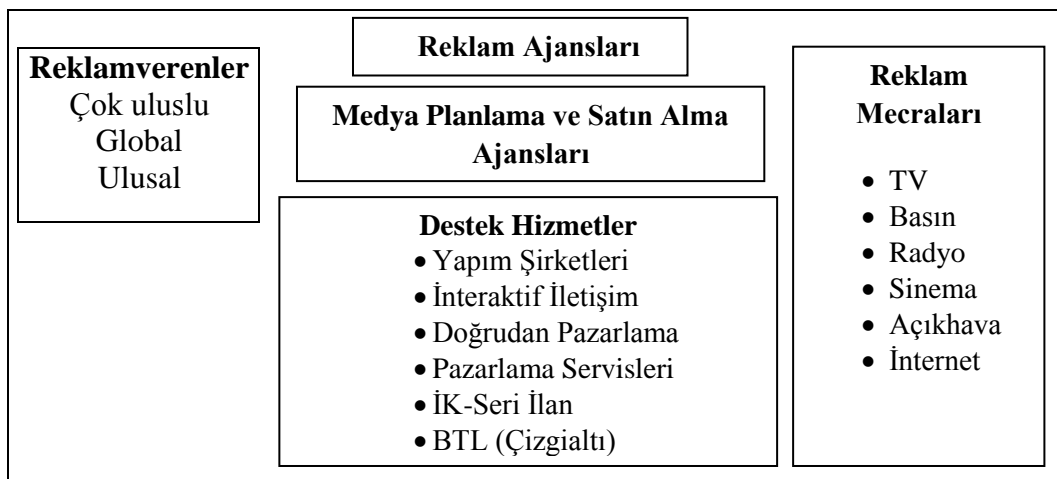 Reklamverenler
Çok uluslu
Global
Ulusal
Reklam Ajansları
Medya Planlama ve Satın Alma
Ajansları
Destek Hizmetler
• Yapım Şirketleri
• İnteraktif İletişim
• Doğrudan Pazarlama
• Pazarlama Servisleri
• İK-Seri İlan
• BTL (Çizgialtı)
Reklam
Mecraları
• TV
• Basın
• Radyo
• Sinema
• Açıkhava
• İnternet